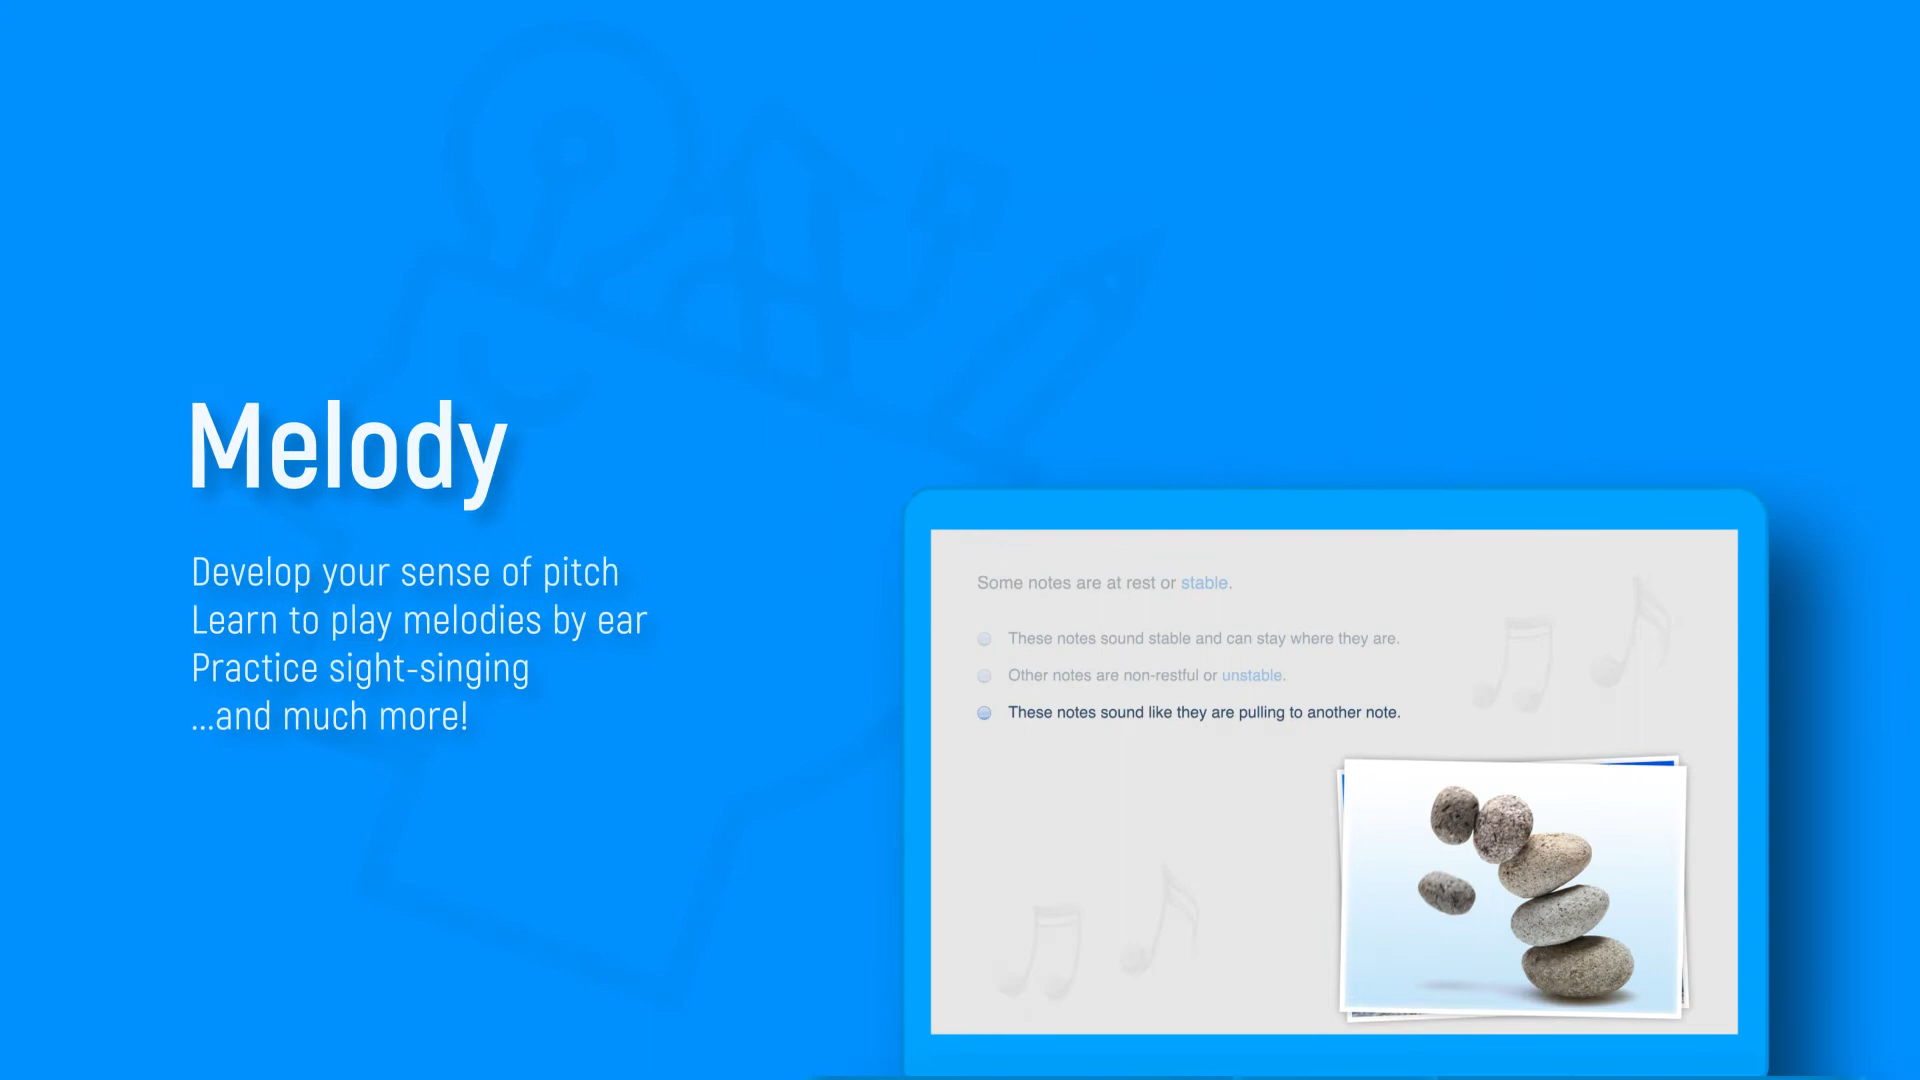 Melody
Develop your sense of pitch
Learn to play melodies by ear
Practice sight-singing
...and much more!
Some notes are at rest or stable.
These notes sound stable and can stay where they are.
Other notes are non-restful or unstable.
These notes sound like they are pulling to another note.